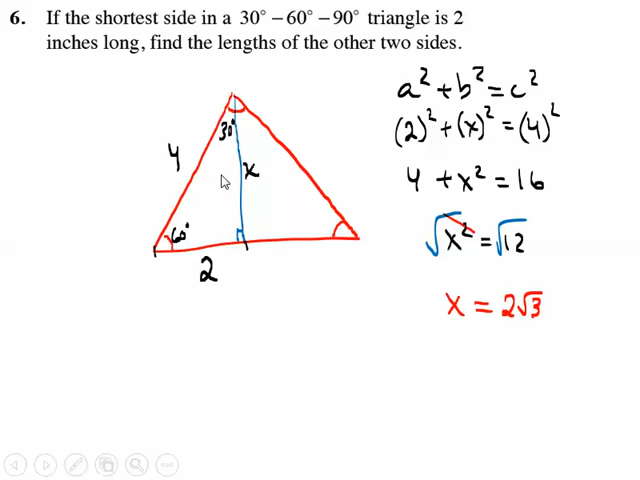 6. If the shortest side in a 30° – 60° – 90° triangle is 2
inches long, find the lengths of the other two sides.
a² + b² = c²
(2)² + (x)² = (4)²
4 + x² = 16
√x² = √12
x = 2√3
30°
4
x
60°
2